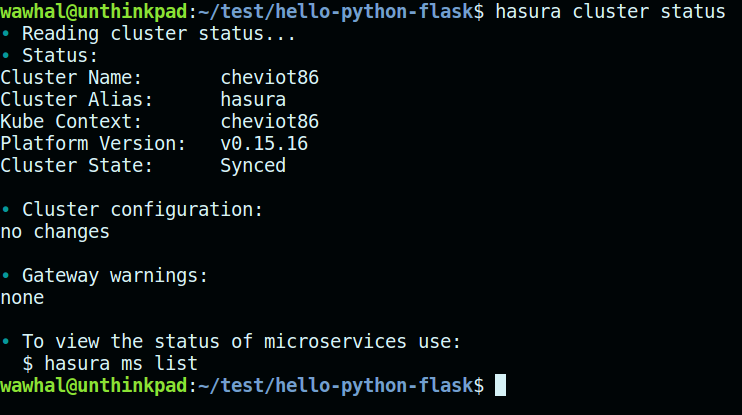 wawhal@unthinkpad:~/test/hello-python-flask$ hasura cluster status
• Reading cluster status...
• Status:
Cluster Name:       cheviot86
Cluster Alias:      hasura
Kube Context:       cheviot86
Platform Version:   v0.15.16
Cluster State:      Synced
• Cluster configuration:
no changes
• Gateway warnings:
none
• To view the status of microservices use:
  $ hasura ms list
wawhal@unthinkpad:~/test/hello-python-flask$